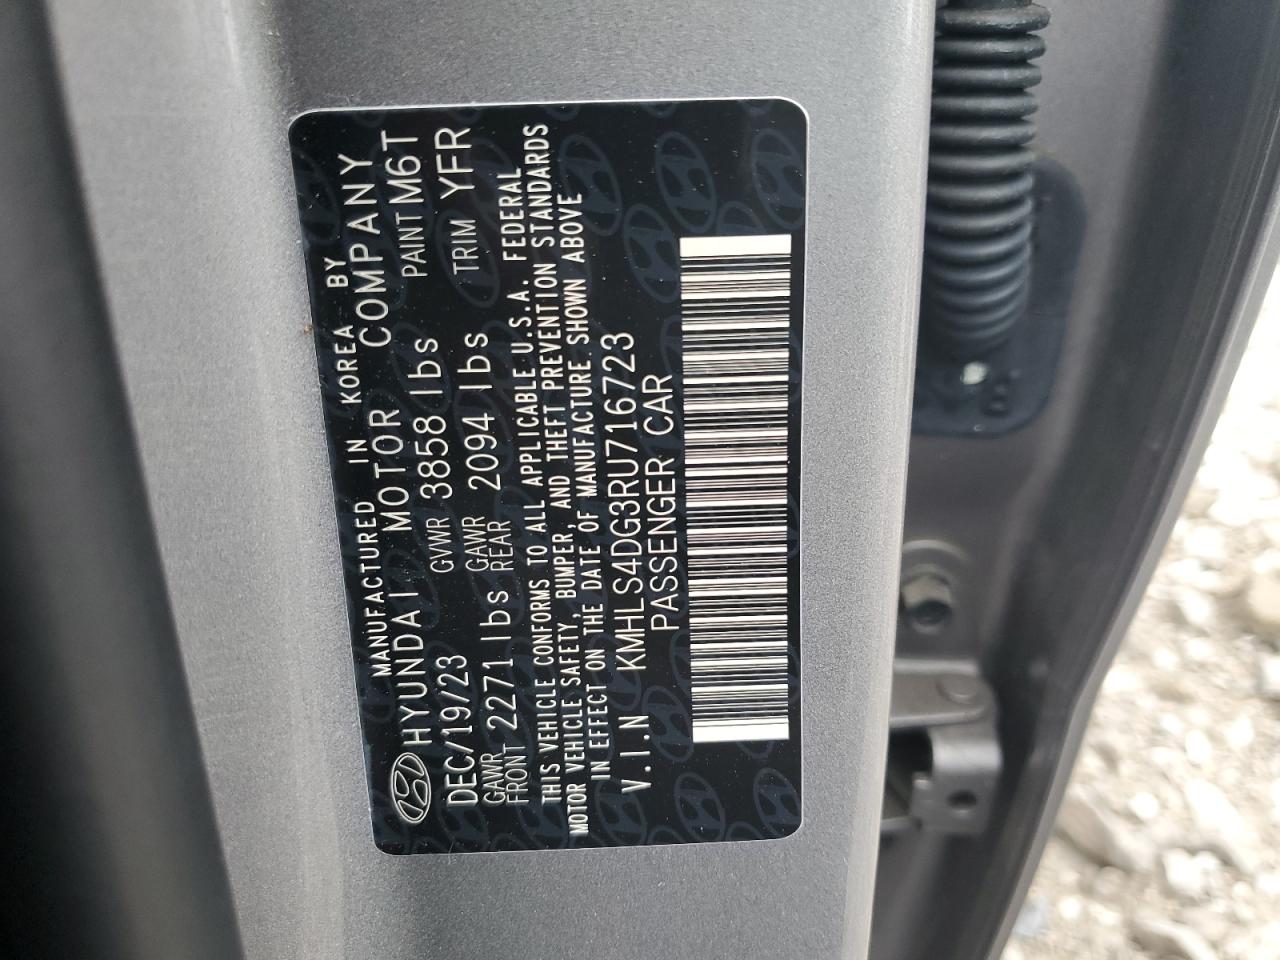 MANUFACTURED IN KOREA BY
HYUNDAI MOTOR COMPANY
DEC/19/23 GVWR 3858 lbs PAINT M6T
GAWR FRONT 2271 lbs GAWR REAR 2094 lbs TRIM YFR
THIS VEHICLE CONFORMS TO ALL APPLICABLE U.S.A. FEDERAL
MOTOR VEHICLE SAFETY, BUMPER, AND THEFT PREVENTION STANDARDS
IN EFFECT ON THE DATE OF MANUFACTURE SHOWN ABOVE
V.I.N KMHLS4DG3RU716723
PASSENGER CAR